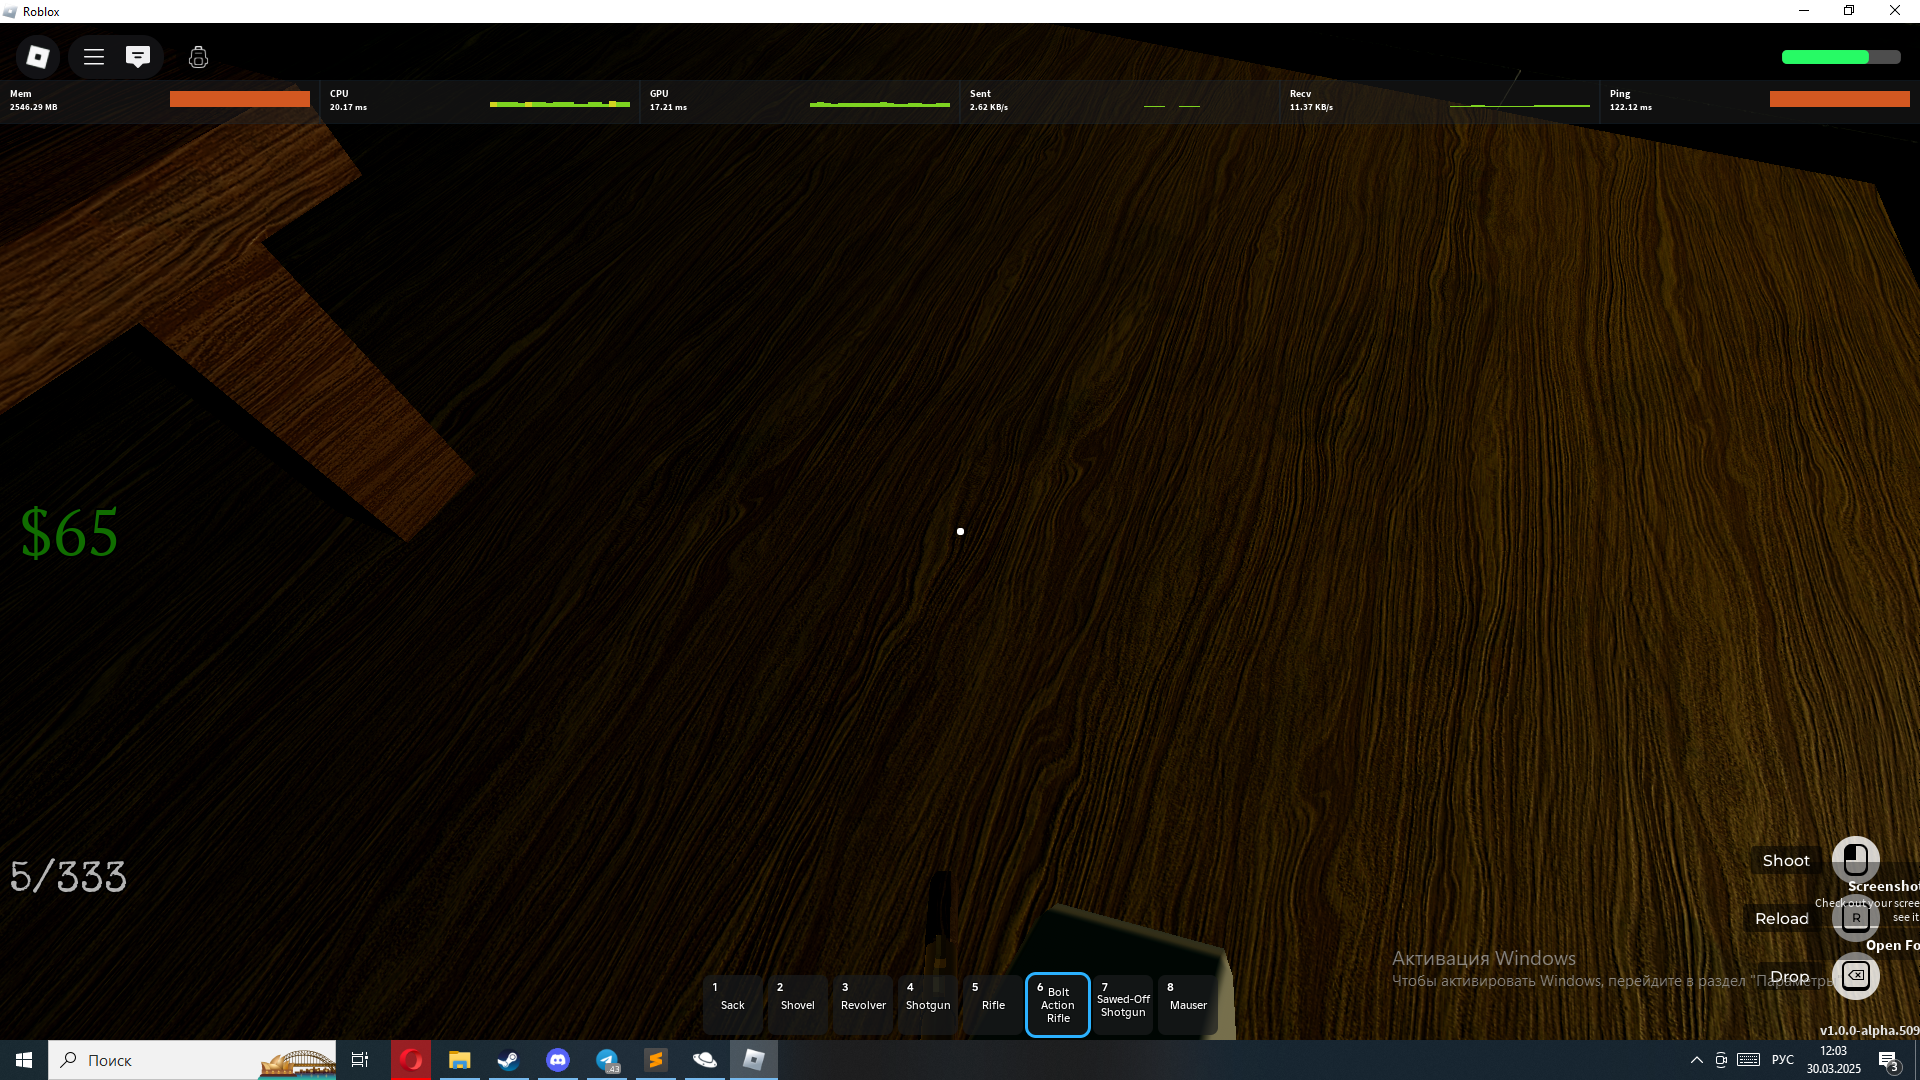 Roblox
Mem
2546.29 MB
CPU
20.17 ms
GPU
17.21 ms
Sent
2.62 KB/s
Recv
11.37 KB/s
Ping
122.12 ms
$65
5/333
Shoot
Screenshot
Check out your scree
see it
Reload
R
Open Fo
Drop
Активация Windows
Чтобы активировать Windows, перейдите в раздел "Параметры
1
Sack
2
Shovel
3
Revolver
4
Shotgun
5
Rifle
6
Bolt
Action
Rifle
7
Sawed-Off
Shotgun
8
Mauser
v1.0.0-alpha.509
Поиск
43
РУС
12:03
30.03.2025
3